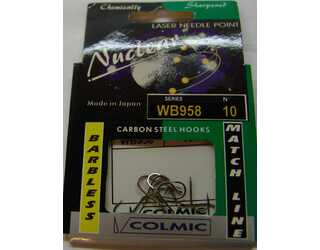 Chemically Sharpened
LASER NEEDLE POINT
Nuclear
Made in Japan
SERIES N
WB958 10
CARBON STEEL HOOKS
BARBLESS
MATCH LINE
COLMIC